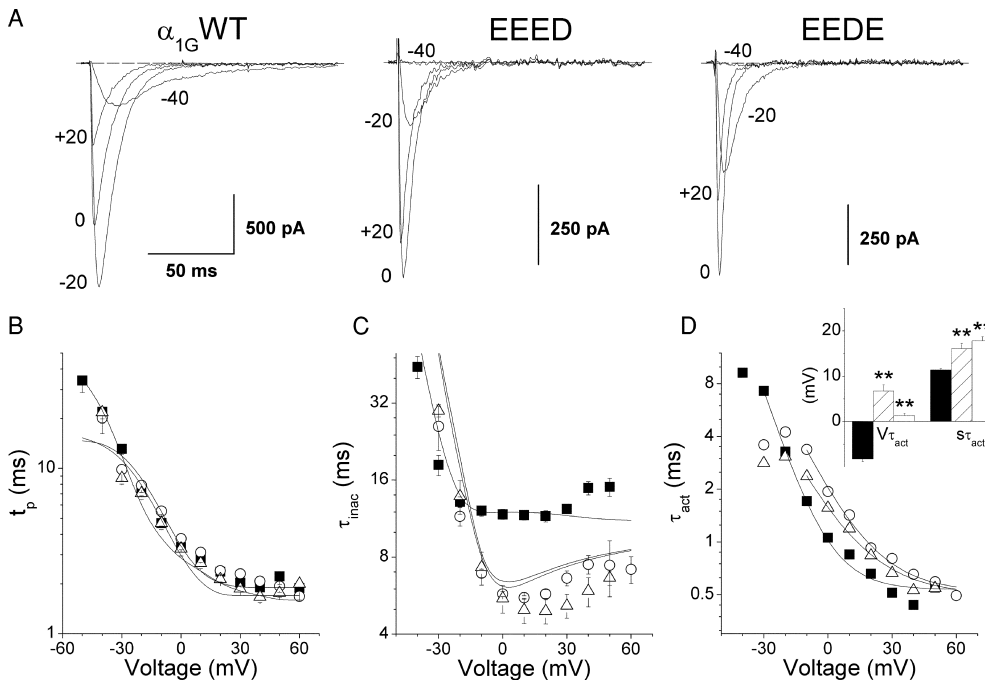 A
α1GWT
EEED
EEDE
-40
-40
-40
-20
-20
+20
+20
+20
0
0
0
-20
500 pA
50 ms
250 pA
250 pA
B
10
1
tp (ms)
-60 -30 0 30 60
Voltage (mV)
C
32
16
8
4
τinac (ms)
-30 0 30 60
Voltage (mV)
D
8
4
2
1
0.5
τact (ms)
-30 0 30 60
Voltage (mV)
20
10
0
(mV)
**
**
**
**
Vτact
sτact